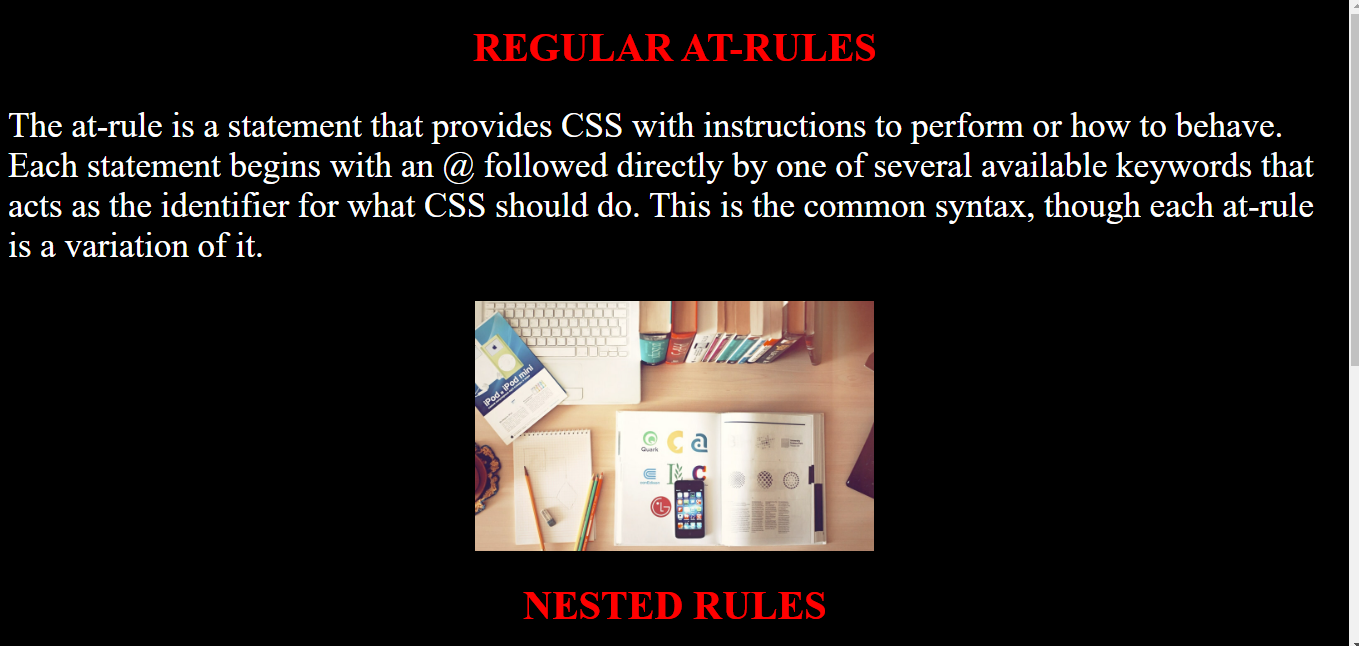 REGULAR AT-RULES
The at-rule is a statement that provides CSS with instructions to perform or how to behave.
Each statement begins with an @ followed directly by one of several available keywords that
acts as the identifier for what CSS should do. This is the common syntax, though each at-rule
is a variation of it.
iPod e iPod mini
Quark
LG
NESTED RULES